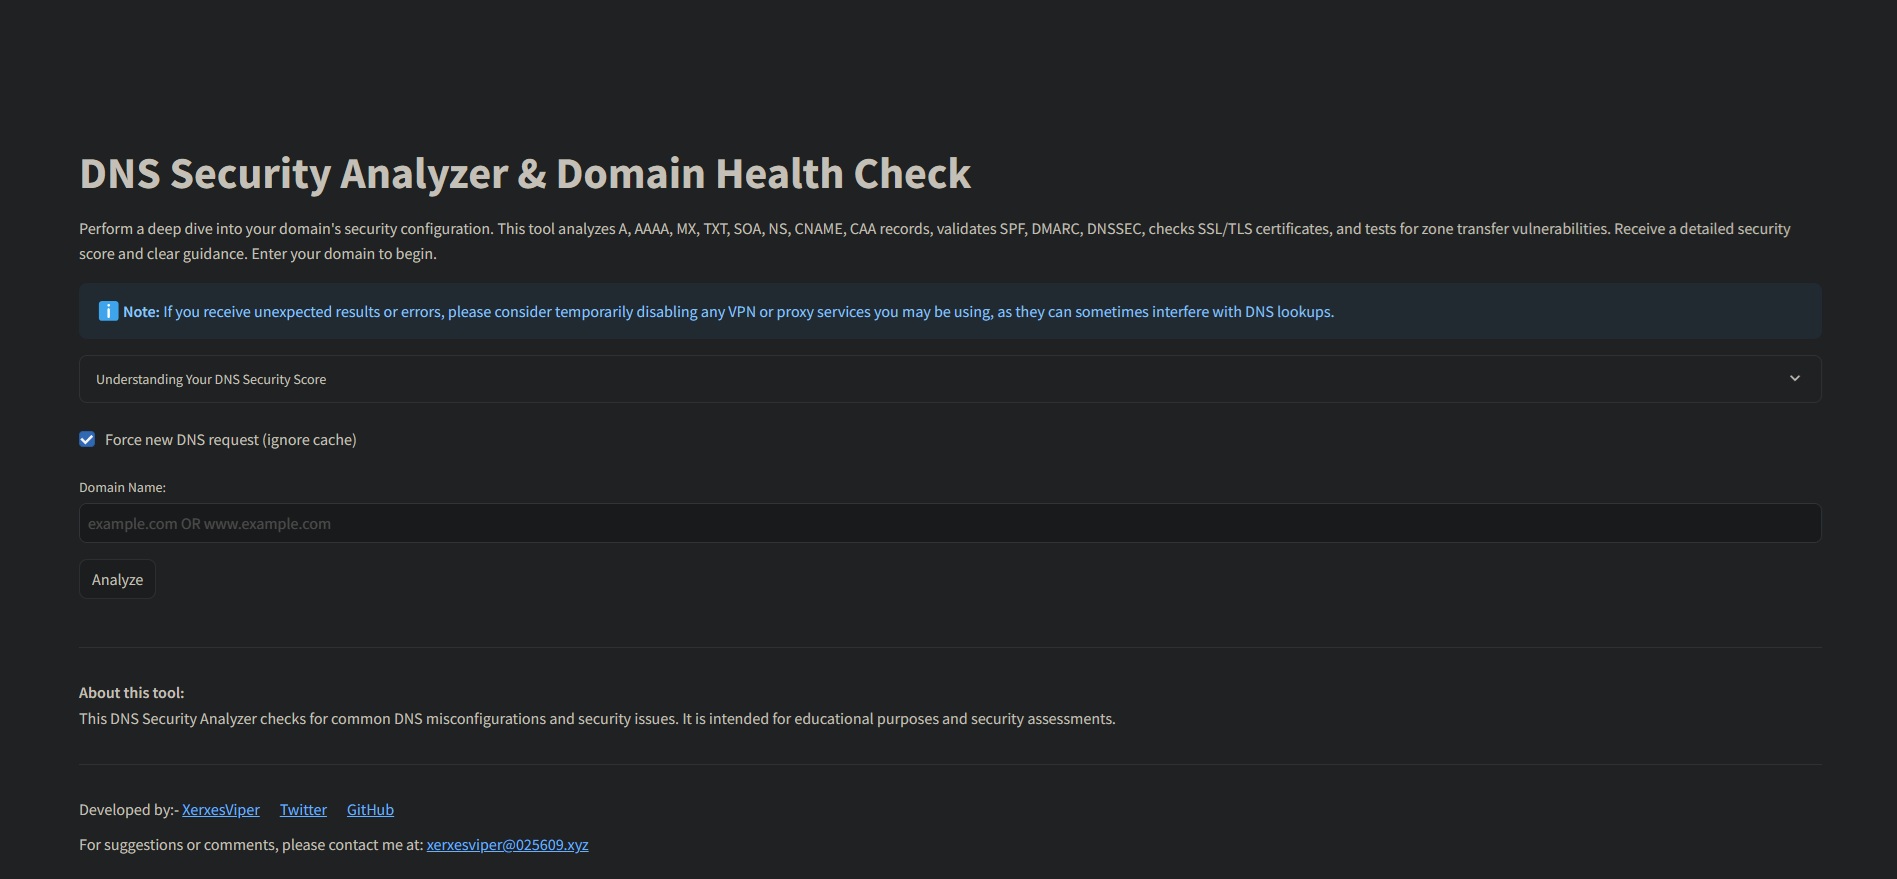 DNS Security Analyzer & Domain Health Check
Perform a deep dive into your domain's security configuration. This tool analyzes A, AAAA, MX, TXT, SOA, NS, CNAME, CAA records, validates SPF, DMARC, DNSSEC, checks SSL/TLS certificates, and tests for zone transfer vulnerabilities. Receive a detailed security
score and clear guidance. Enter your domain to begin.
ℹ️ Note: If you receive unexpected results or errors, please consider temporarily disabling any VPN or proxy services you may be using, as they can sometimes interfere with DNS lookups.
Understanding Your DNS Security Score
Force new DNS request (ignore cache)
Domain Name:
example.com OR www.example.com
Analyze
About this tool:
This DNS Security Analyzer checks for common DNS misconfigurations and security issues. It is intended for educational purposes and security assessments.
Developed by:- XerxesViper Twitter GitHub
For suggestions or comments, please contact me at: xerxesviper@025609.xyz